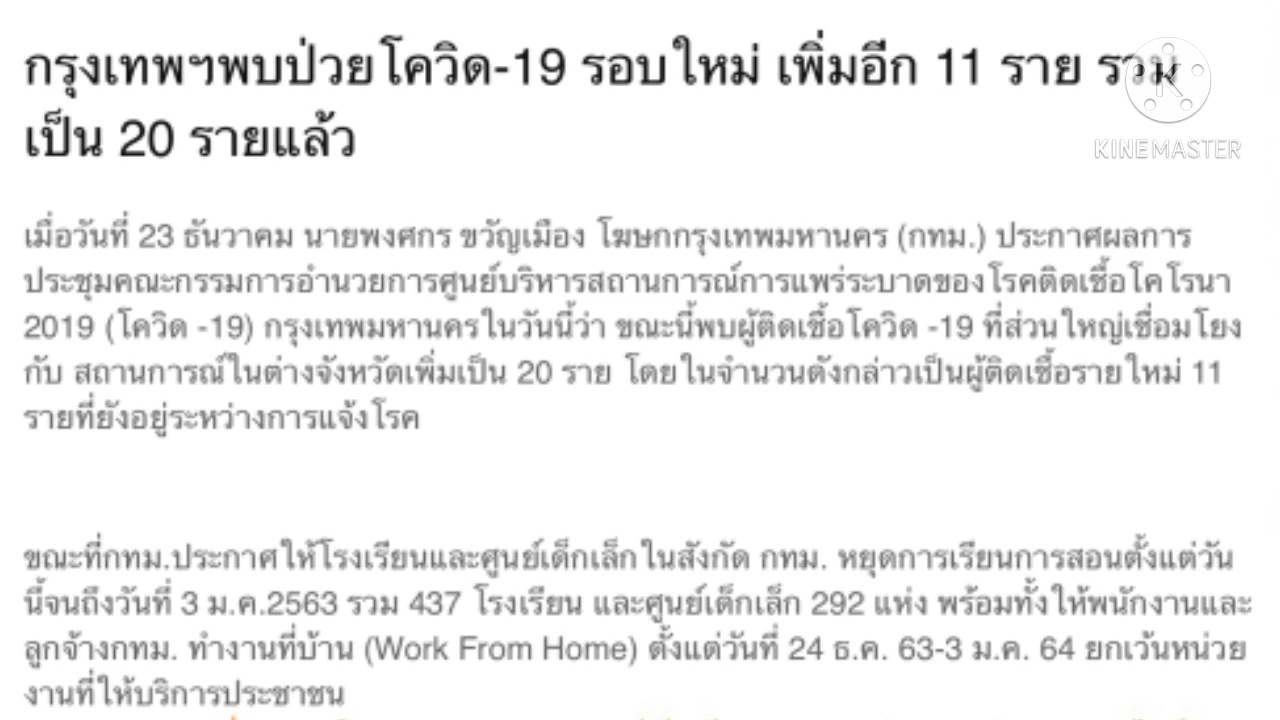 กรุงเทพฯพบป่วยโควิด-19 รอบใหม่ เพิ่มอีก 11 ราย รวม
เป็น 20 รายแล้ว
KINEMASTER
เมื่อวันที่ 23 ธันวาคม นายพงศกร ขวัญเมือง โฆษกกรุงเทพมหานคร (กทม.) ประกาศผลการ
ประชุมคณะกรรมการอำนวยการศูนย์บริหารสถานการณ์การแพร่ระบาดของโรคติดเชื้อโคโรนา
2019 (โควิด -19) กรุงเทพมหานครในวันนี้ว่า ขณะนี้พบผู้ติดเชื้อโควิด -19 ที่ส่วนใหญ่เชื่อมโยง
กับ สถานการณ์ในต่างจังหวัดเพิ่มเป็น 20 ราย โดยในจำนวนดังกล่าวเป็นผู้ติดเชื้อรายใหม่ 11
รายที่ยังอยู่ระหว่างการแจ้งโรค
ขณะที่กทม.ประกาศให้โรงเรียนและศูนย์เด็กเล็กในสังกัด กทม. หยุดการเรียนการสอนตั้งแต่วัน
นี้จนถึงวันที่ 3 ม.ค.2563 รวม 437 โรงเรียน และศูนย์เด็กเล็ก 292 แห่ง พร้อมทั้งให้พนักงานและ
ลูกจ้างกทม. ทำงานที่บ้าน (Work From Home) ตั้งแต่วันที่ 24 ธ.ค. 63-3 ม.ค. 64 ยกเว้นหน่วย
งานที่ให้บริการประชาชน